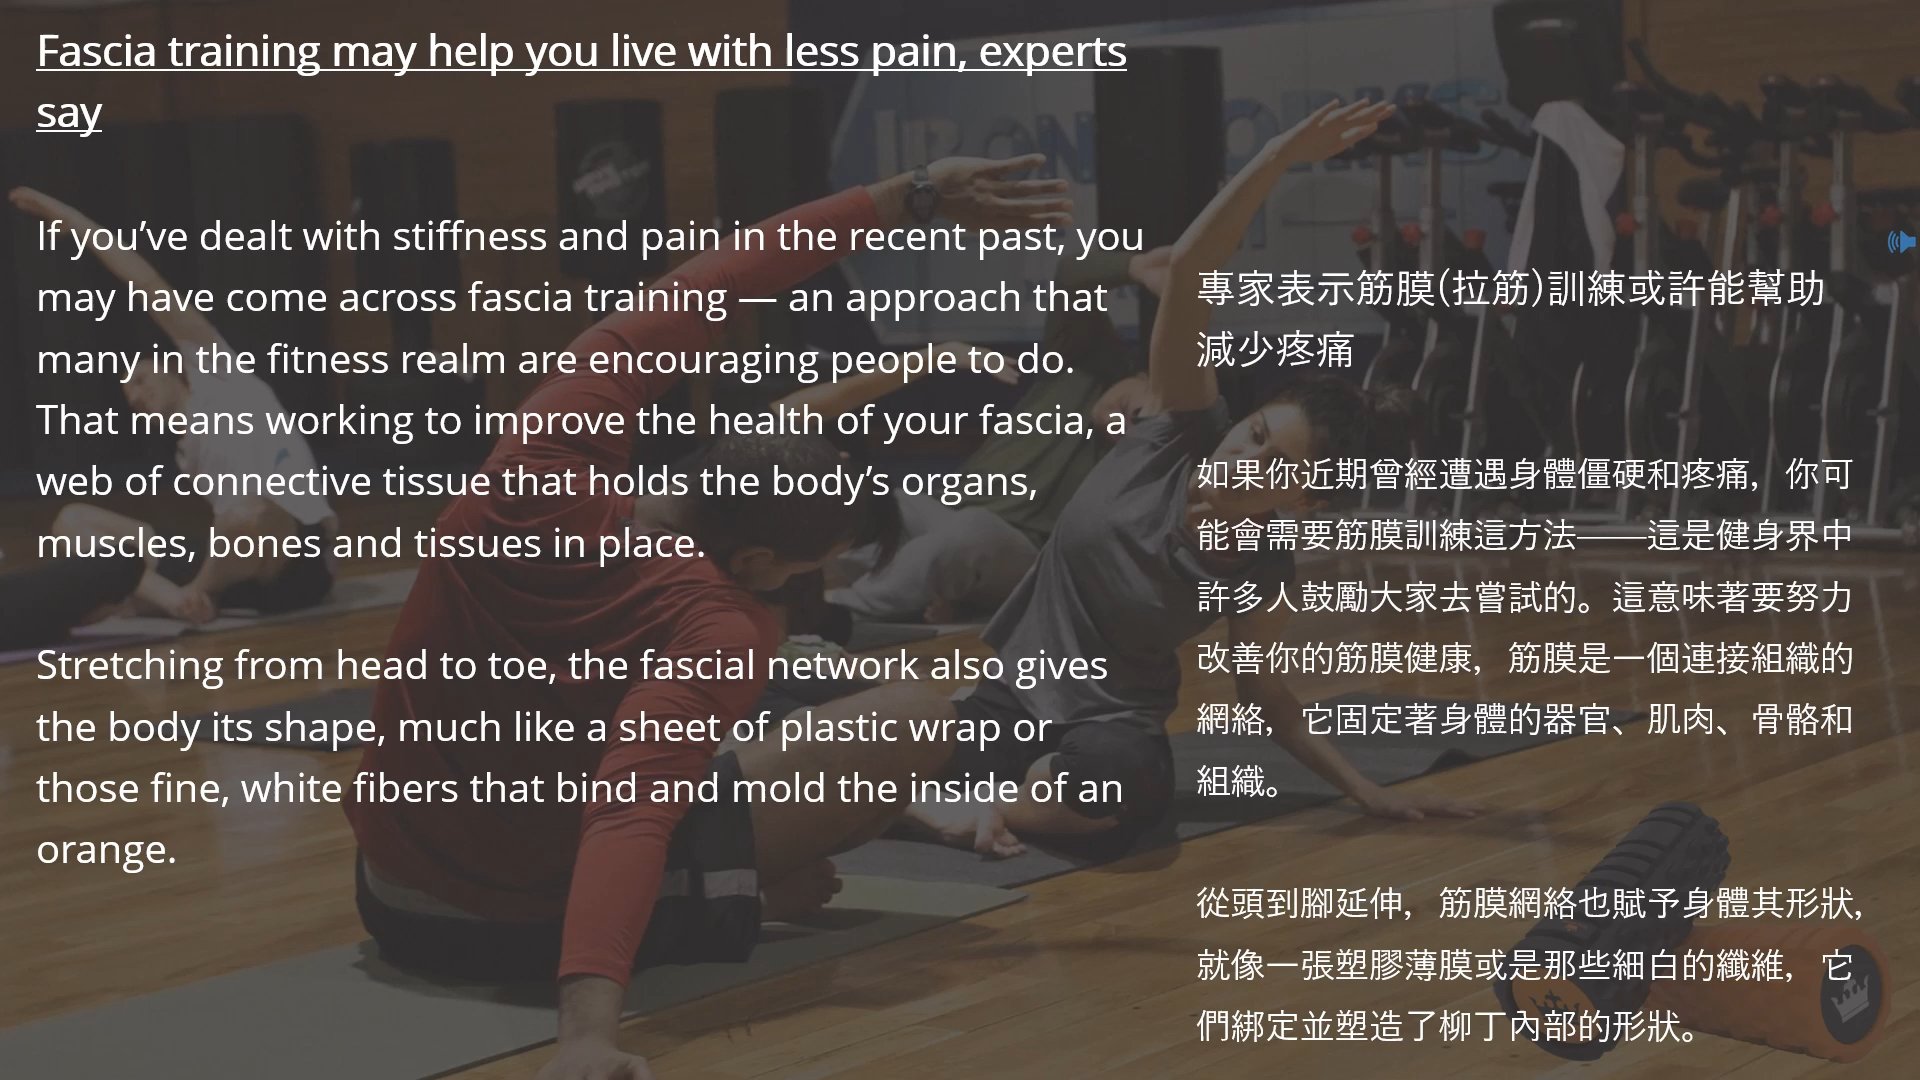 Fascia training may help you live with less pain, experts
say
If you’ve dealt with stiffness and pain in the recent past, you
may have come across fascia training — an approach that
many in the fitness realm are encouraging people to do.
That means working to improve the health of your fascia, a
web of connective tissue that holds the body’s organs,
muscles, bones and tissues in place.
Stretching from head to toe, the fascial network also gives
the body its shape, much like a sheet of plastic wrap or
those fine, white fibers that bind and mold the inside of an
orange.
專家表示筋膜(拉筋)訓練或許能幫助
減少疼痛
如果你近期曾經遭遇身體僵硬和疼痛，你可
能會需要筋膜訓練這方法——這是健身界中
許多人鼓勵大家去嘗試的。這意味著要努力
改善你的筋膜健康，筋膜是一個連接組織的
網絡，它固定著身體的器官、肌肉、骨骼和
組織。
從頭到腳延伸，筋膜網絡也賦予身體其形狀，
就像一張塑膠薄膜或是那些細白的纖維，它
們綁定並塑造了柳丁內部的形狀。